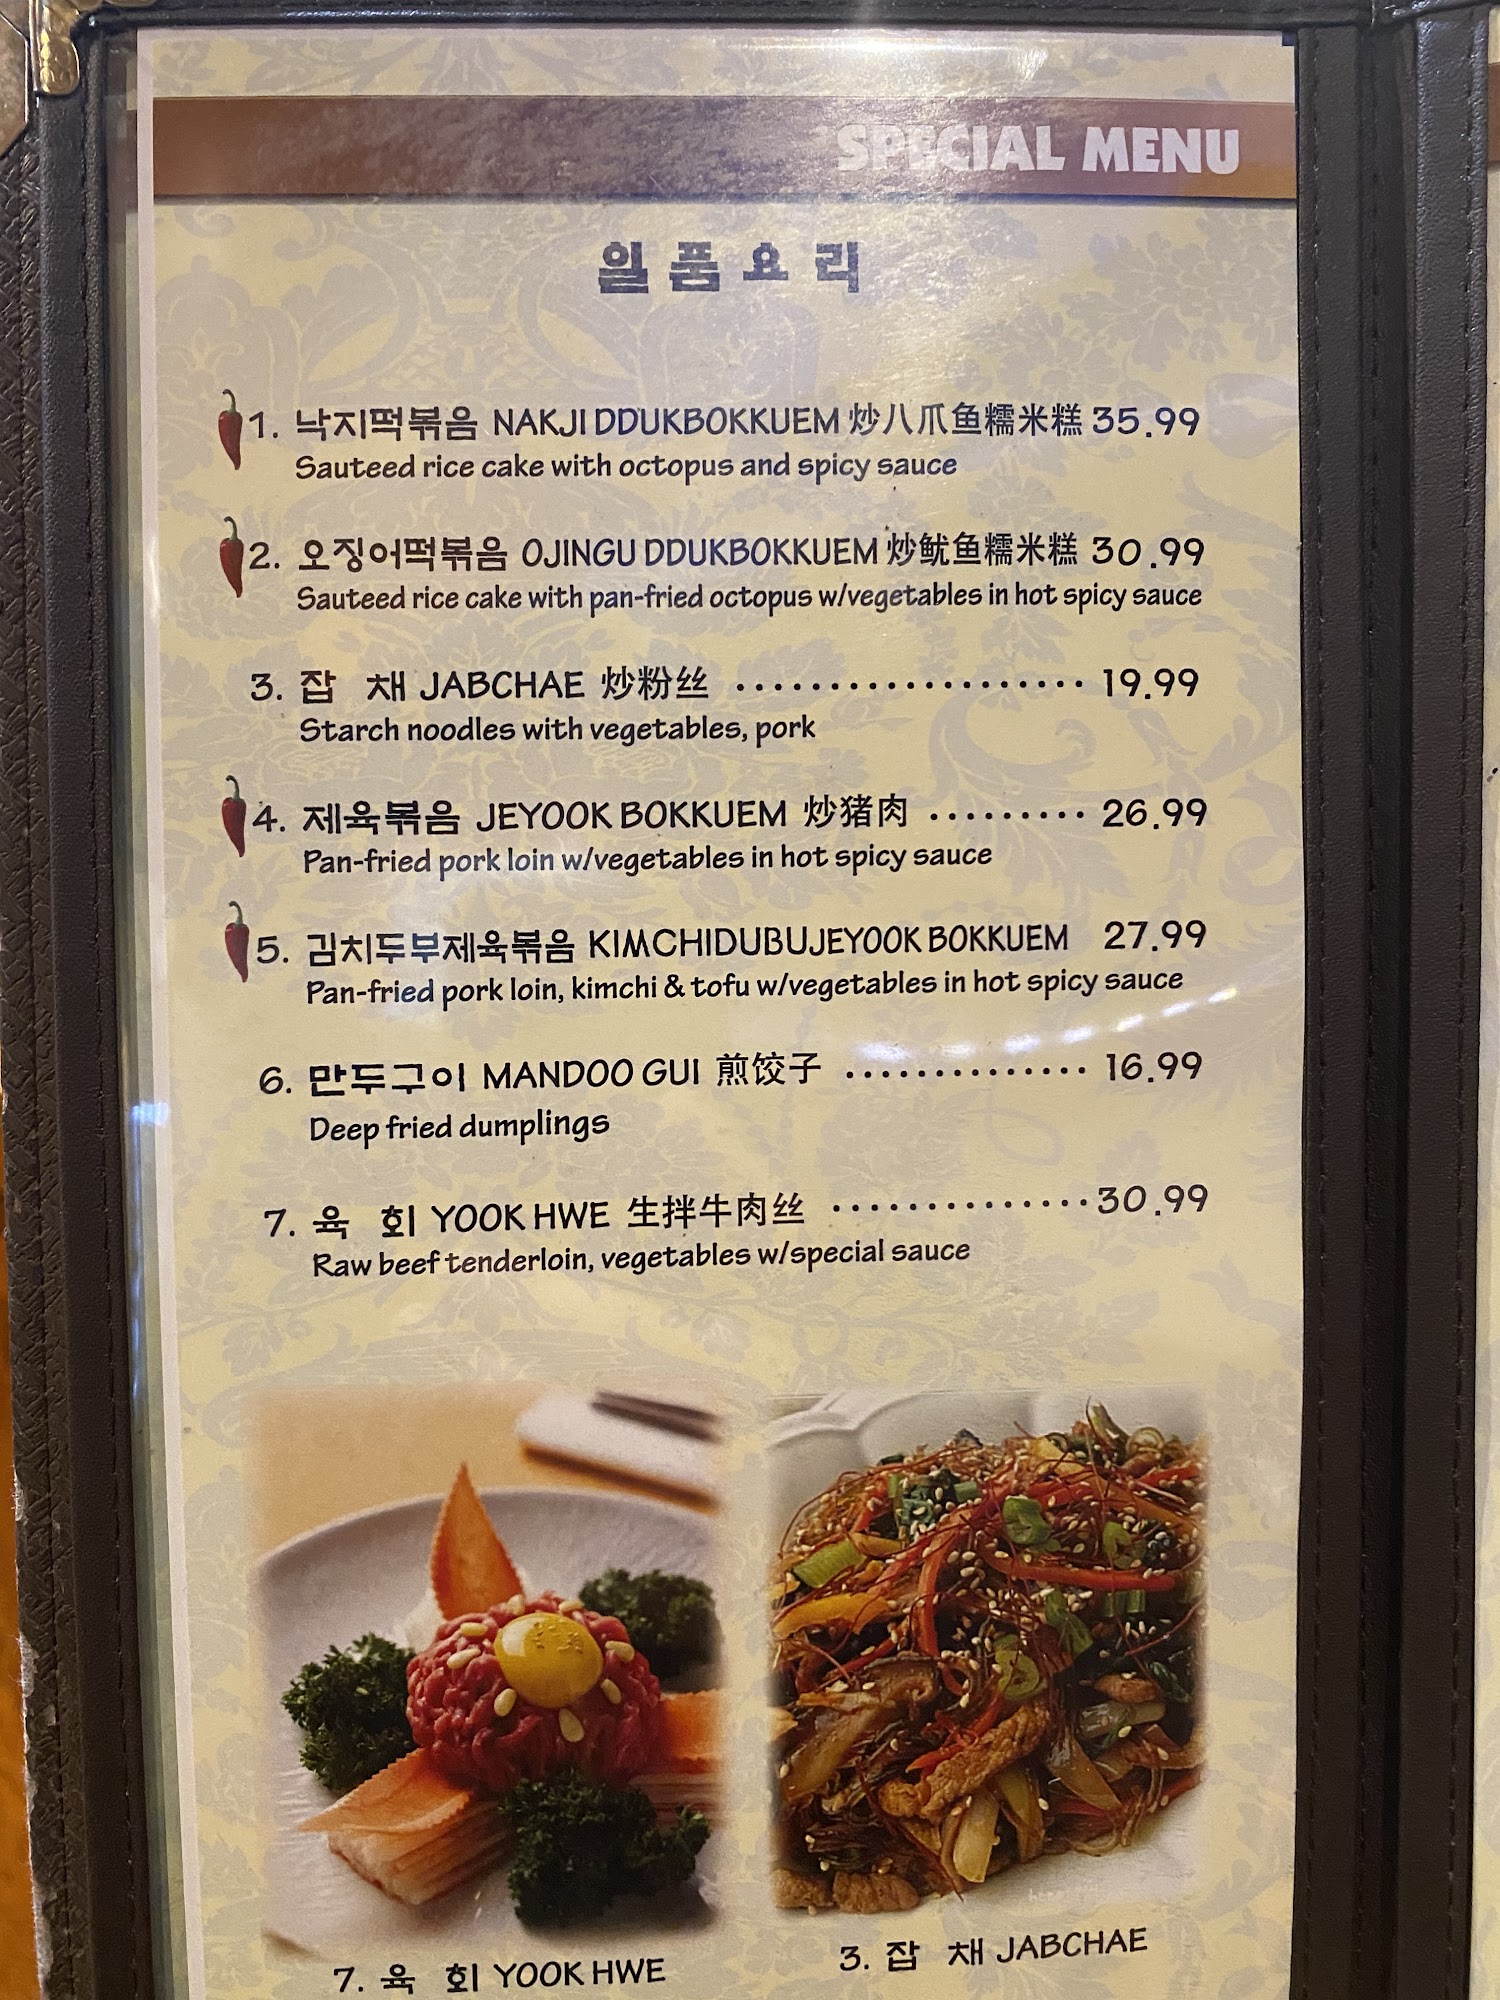 SPECIAL MENU
일품요리
1. 낙지떡볶음 NAKJI DDUKBOKKUEM 炒八爪鱼糯米糕 35.99
Sauteed rice cake with octopus and spicy sauce
2. 오징어떡볶음 OJINGU DDUKBOKKUEM 炒鱿鱼糯米糕 30.99
Sauteed rice cake with pan-fried octopus w/vegetables in hot spicy sauce
3. 잡 채 JABCHAE 炒粉丝 .................... 19.99
Starch noodles with vegetables, pork
4. 제육볶음 JEYOOK BOKKUEM 炒猪肉 ......... 26.99
Pan-fried pork loin w/vegetables in hot spicy sauce
5. 김치두부제육볶음 KIMCHIDUBUJEYOOK BOKKUEM 27.99
Pan-fried pork loin, kimchi & tofu w/vegetables in hot spicy sauce
6. 만두구이 MANDOO GUI 煎饺子 .............. 16.99
Deep fried dumplings
7. 육 회 YOOK HWE 生拌牛肉丝 ............... 30.99
Raw beef tenderloin, vegetables w/special sauce
7. 육 회 YOOK HWE
3. 잡 채 JABCHAE